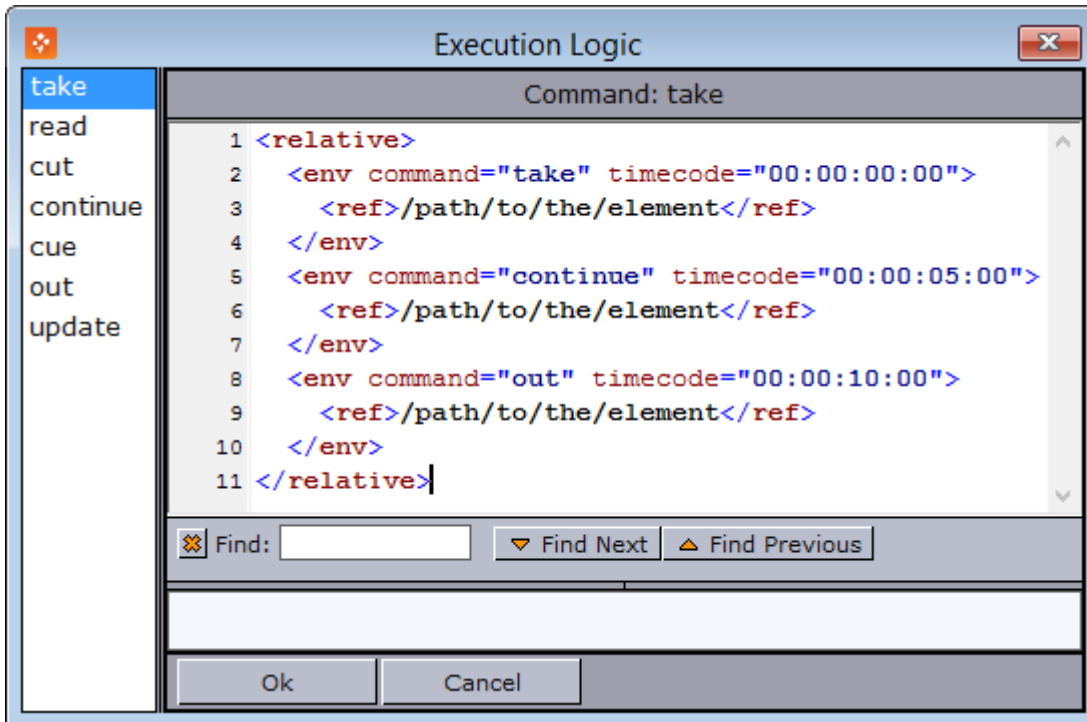 Execution Logic
take
read
cut
continue
cue
out
update
Command: take
1 <relative>
2   <env command="take" timecode="00:00:00:00">
3     <ref>/path/to/the/element</ref>
4   </env>
5   <env command="continue" timecode="00:00:05:00">
6     <ref>/path/to/the/element</ref>
7   </env>
8   <env command="out" timecode="00:00:10:00">
9     <ref>/path/to/the/element</ref>
10   </env>
11 </relative>
Find: Find Next Find Previous
Ok Cancel